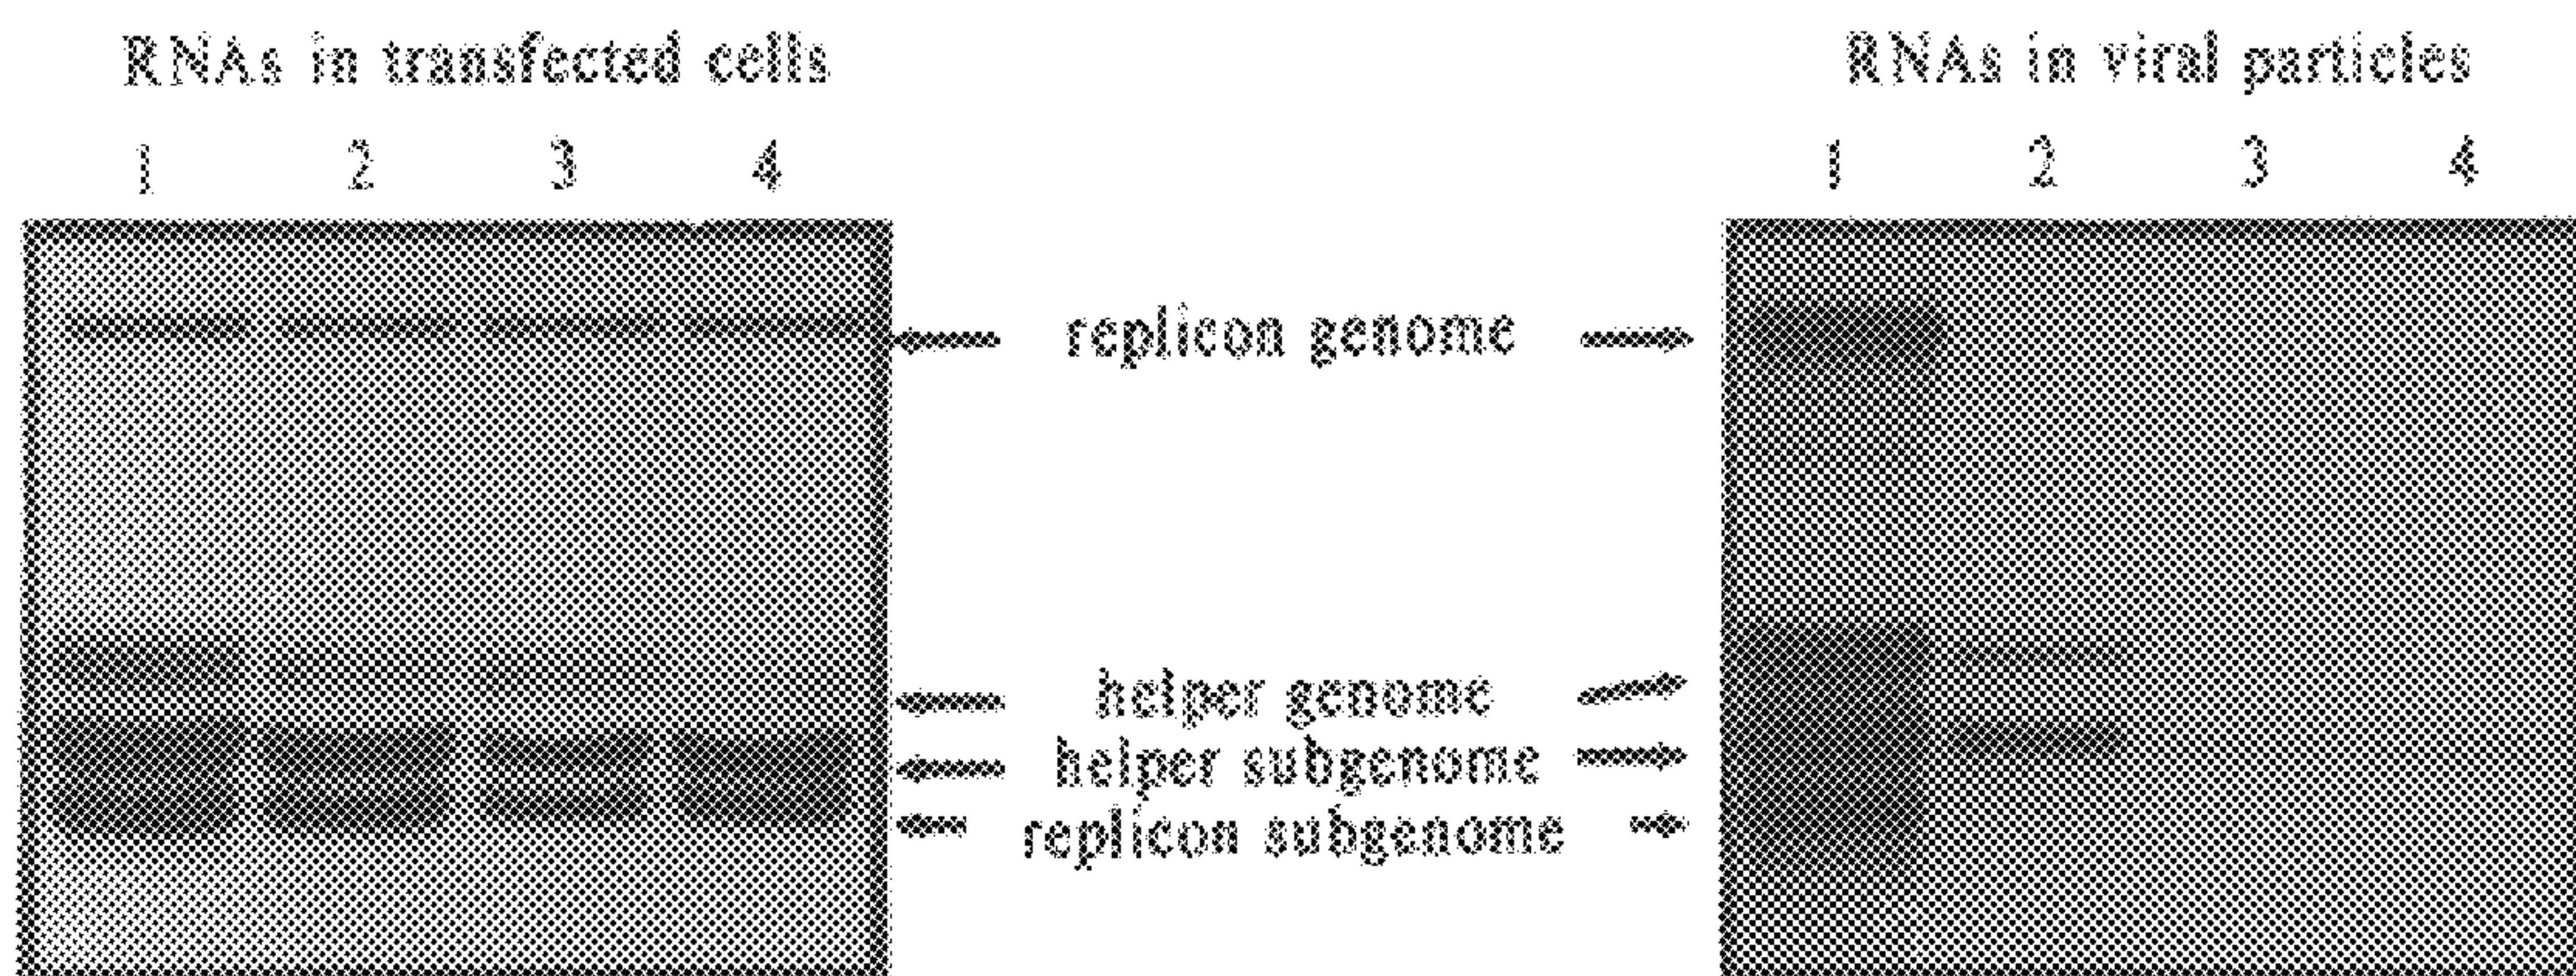 RNAs in transfected cells
1 2 3 4
replicon genome
helper genome
helper subgenome
replicon subgenome
RNAs in viral particles
1 2 3 4